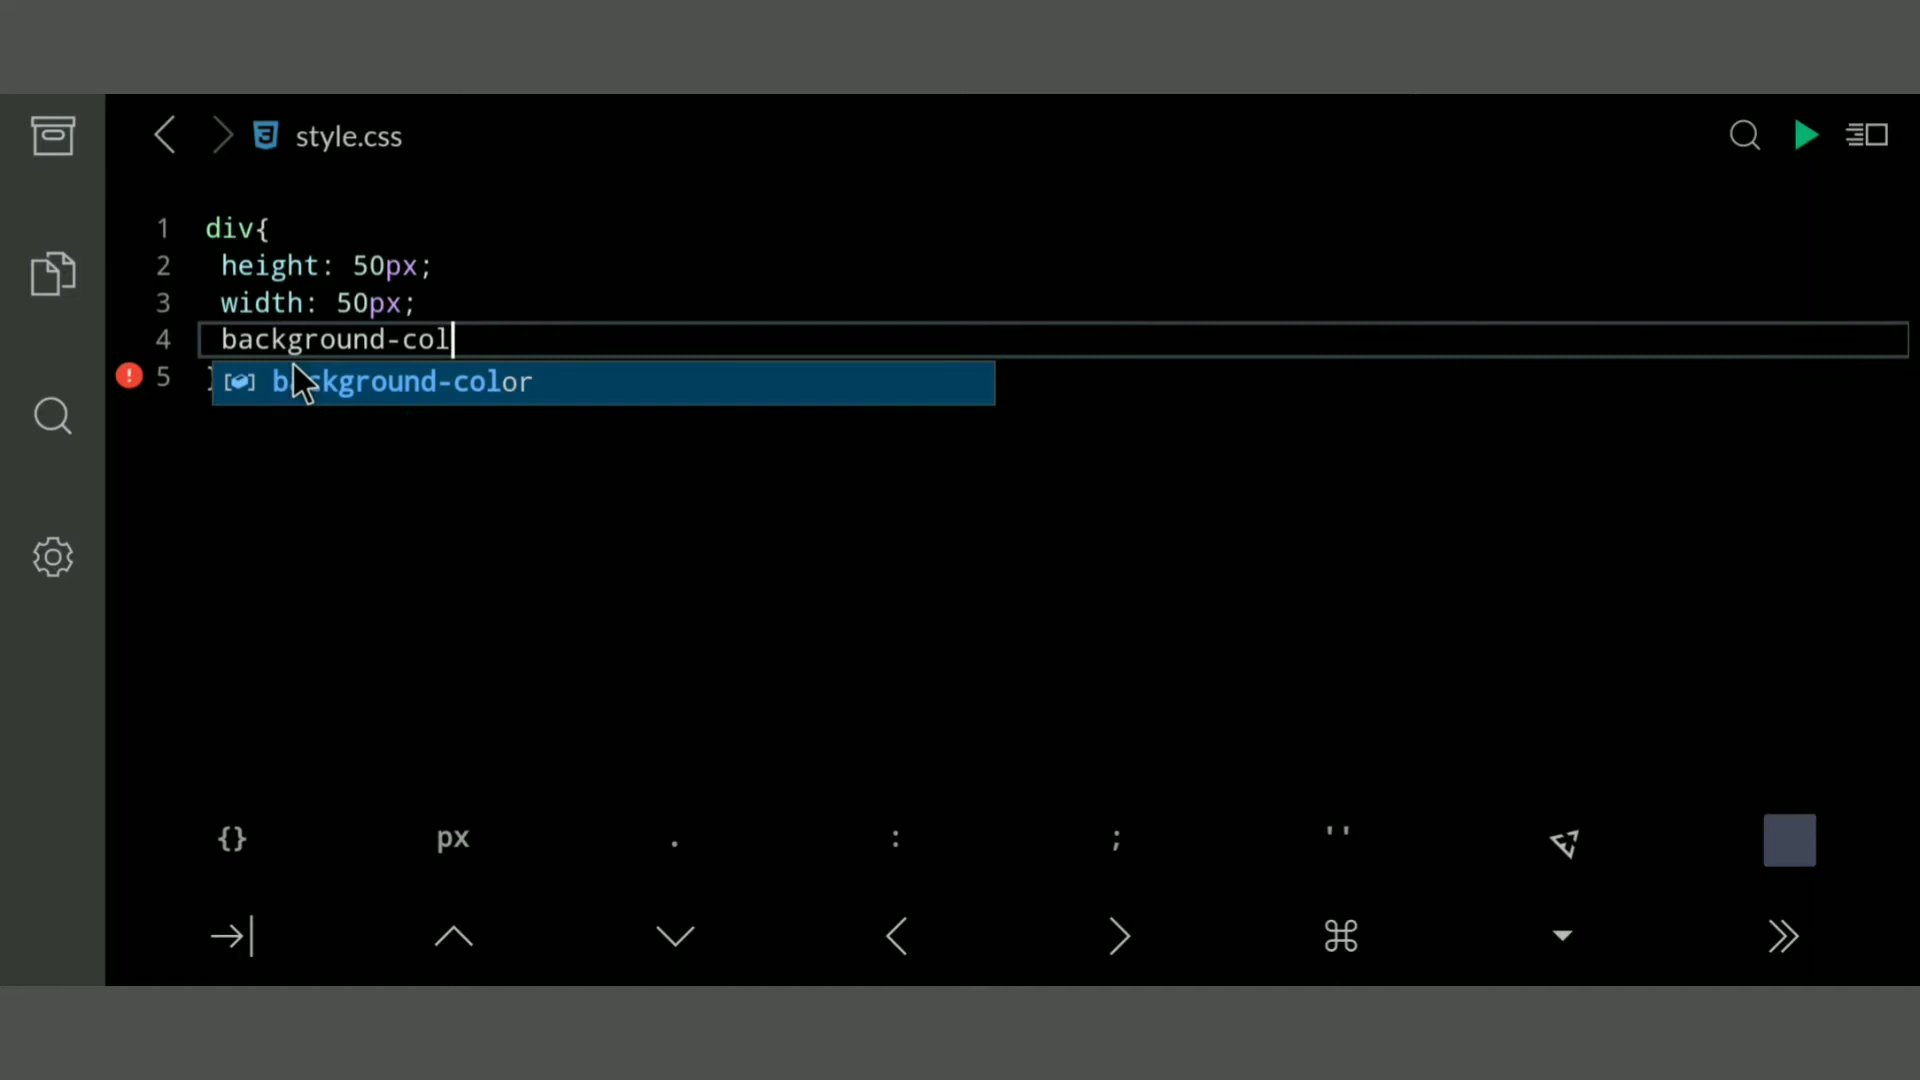 style.css
1 div{
2 height: 50px;
3 width: 50px;
4 background-col
5 }
background-color
{} px . : ; ''